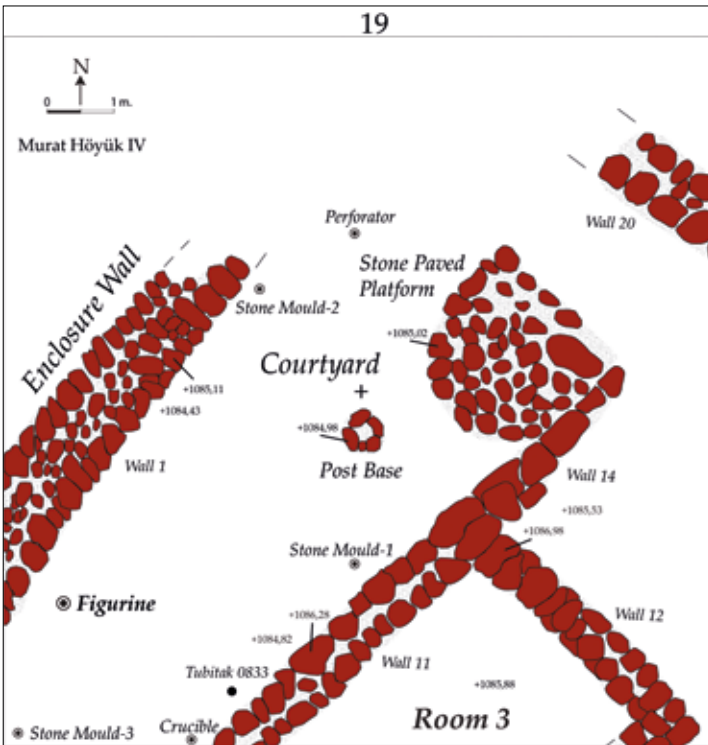 19
N
0 1 m.
Murat Höyük IV
Wall 20
Perforator
Enclosure Wall
Stone Paved
Platform
Stone Mould-2
+1085,02
Courtyard
+1085,11
+1084,43
+
+1084,98
Wall 1
Post Base
Wall 14
+1085,53
+1086,98
Stone Mould-1
Figurine
Wall 12
+1086,28
+1084,82
Wall 11
Tubitak 0833
+1085,88
Room 3
Stone Mould-3
Crucible